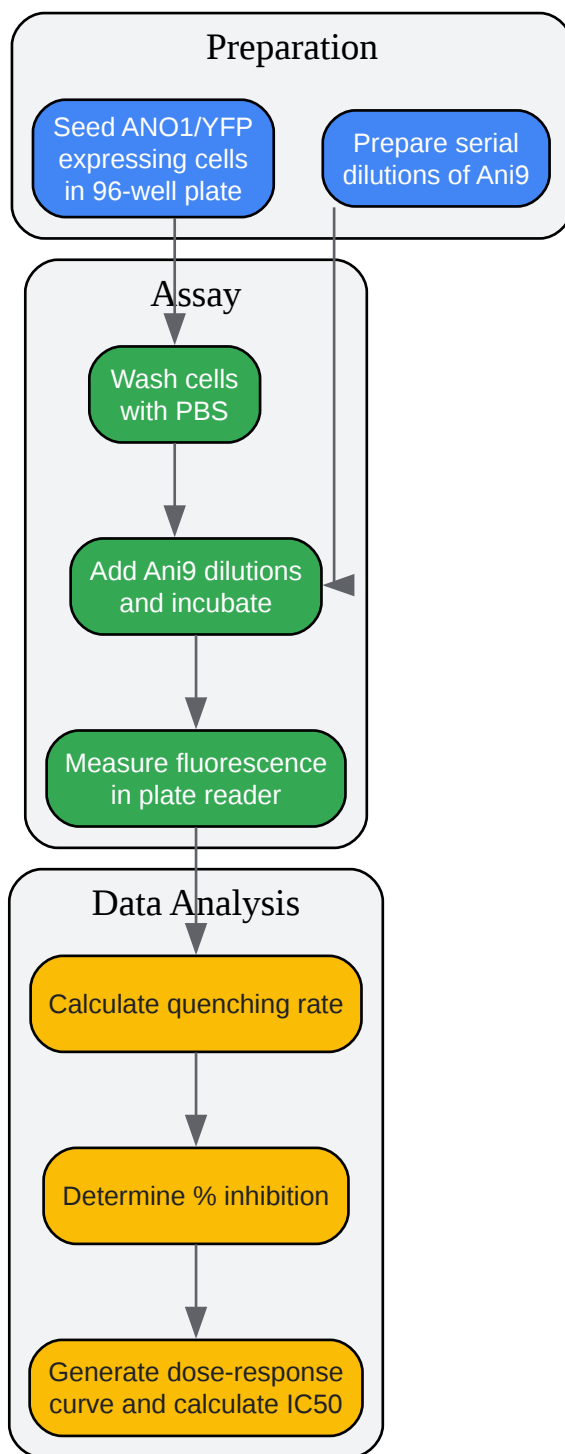 Preparation
Seed ANO1/YFP
expressing cells
in 96-well plate
Prepare serial
dilutions of Ani9
Assay
Wash cells
with PBS
Add Ani9 dilutions
and incubate
Measure fluorescence
in plate reader
Data Analysis
Calculate quenching rate
Determine % inhibition
Generate dose-response
curve and calculate IC50